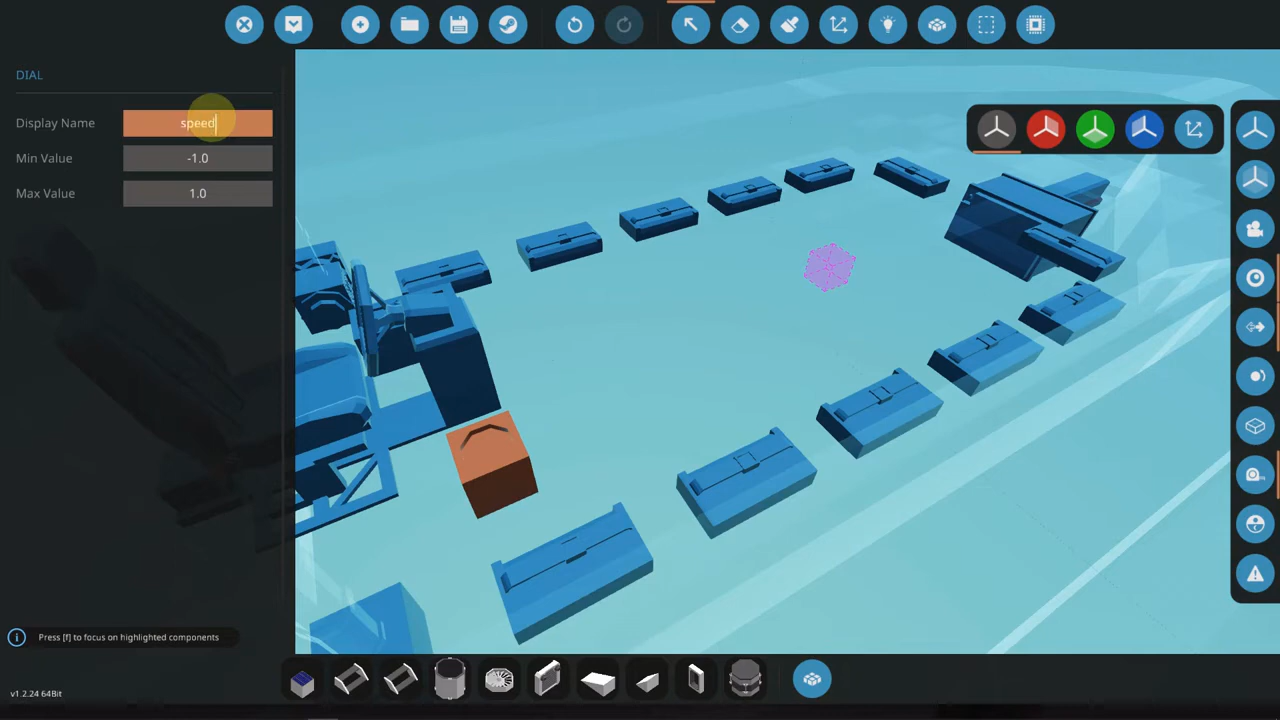 DIAL
Display Name speed
Min Value -1.0
Max Value 1.0
Press [f] to focus on highlighted components
v1.2.24 64Bit